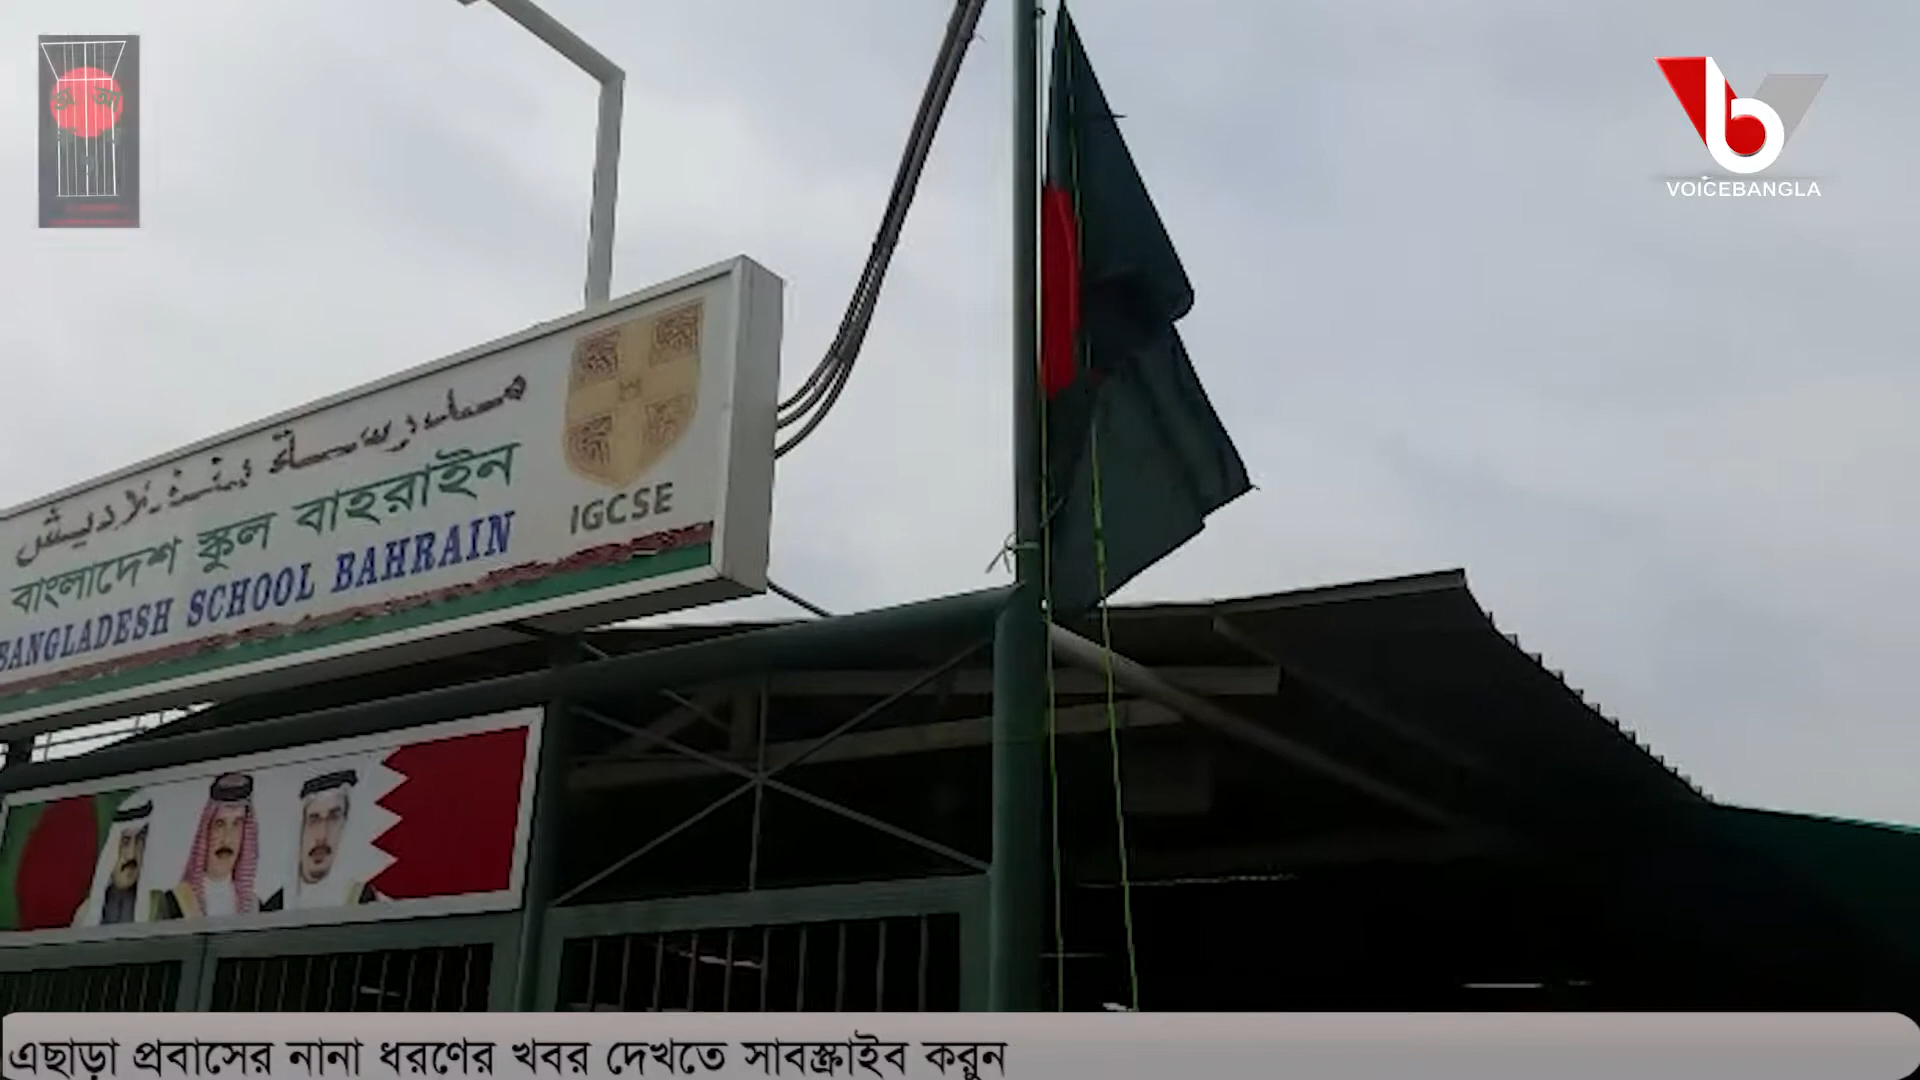 অ আ
VOICEBANGLA
مدرسة بنغلاديش
বাংলাদেশ স্কুল বাহরাইন
BANGLADESH SCHOOL BAHRAIN
IGCSE
এছাড়া প্রবাসের নানা ধরণের খবর দেখতে সাবস্ক্রাইব করুন